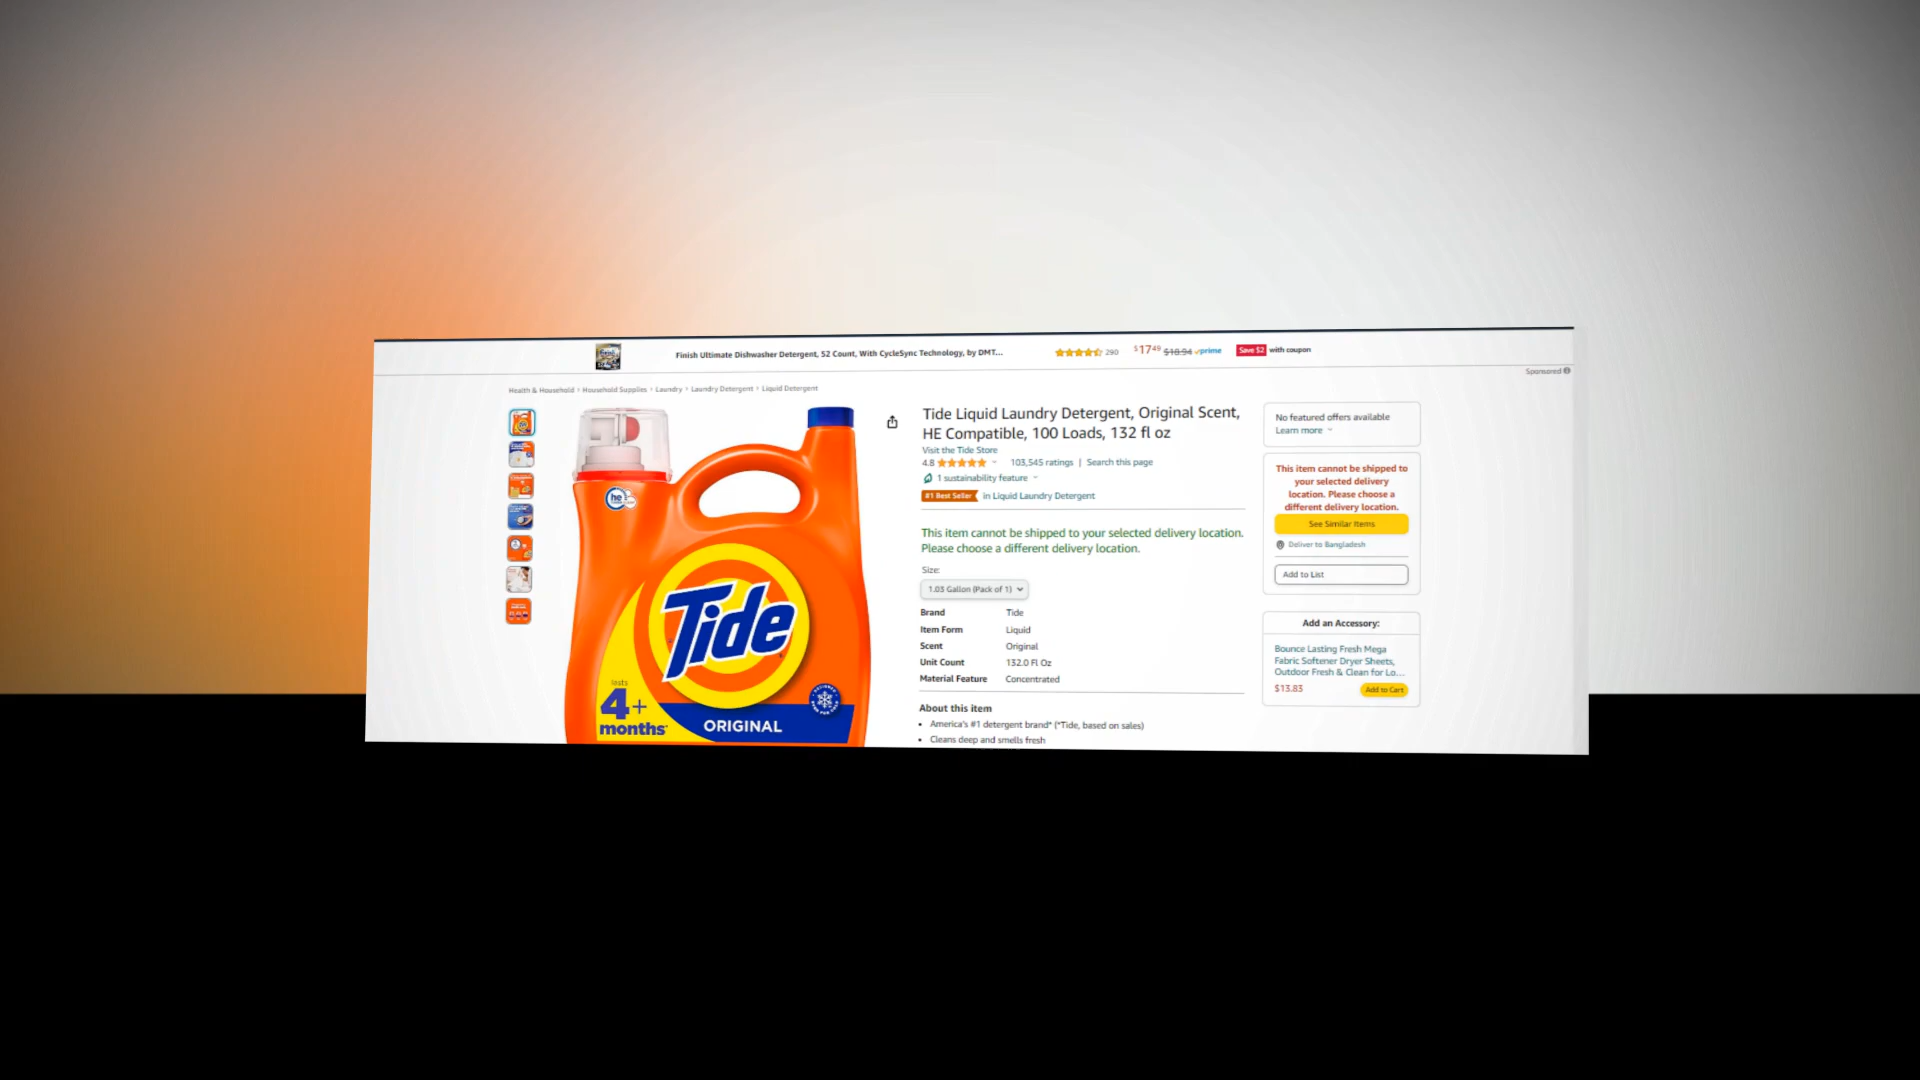 Finish Ultimate Dishwasher Detergent, 52 Count, With CycleSync Technology, by DMT...
290
$17.49 $18.94 prime
Save $2 with coupon
Sponsored
Health & Household › Household Supplies › Laundry › Laundry Detergent › Liquid Detergent
Tide Liquid Laundry Detergent, Original Scent,
HE Compatible, 100 Loads, 132 fl oz
Visit the Tide Store
4.8 103,545 ratings | Search this page
1 sustainability feature
#1 Best Seller in Liquid Laundry Detergent
This item cannot be shipped to your selected delivery location.
Please choose a different delivery location.
Size:
1.03 Gallon (Pack of 1)
Brand Tide
Item Form Liquid
Scent Original
Unit Count 132.0 Fl Oz
Material Feature Concentrated
About this item
• America's #1 detergent brand* (*Tide, based on sales)
• Cleans deep and smells fresh
he
Tide
lasts
4+
months*
ORIGINAL
No featured offers available
Learn more
This item cannot be shipped to
your selected delivery
location. Please choose a
different delivery location.
See Similar Items
Deliver to Bangladesh
Add to List
Add an Accessory:
Bounce Lasting Fresh Mega
Fabric Softener Dryer Sheets,
Outdoor Fresh & Clean for Lo...
$13.83
Add to Cart